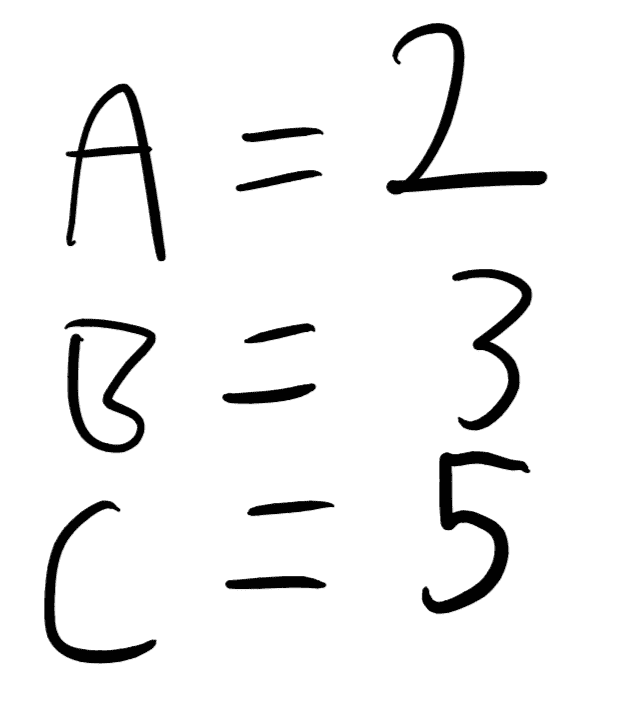 A = 2
B = 3
C = 5